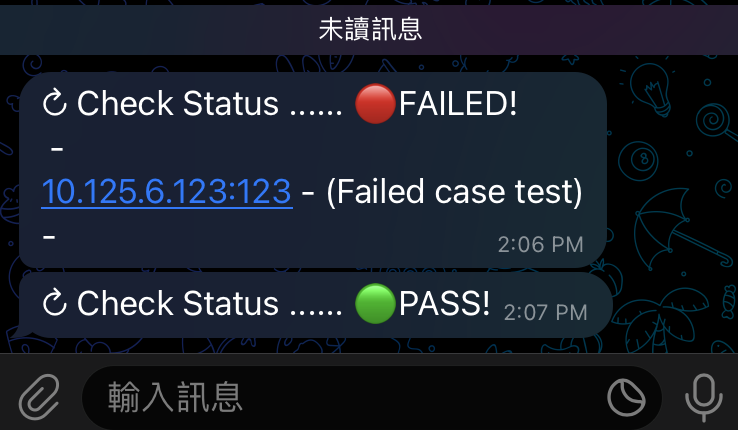 未讀訊息
↻ Check Status ...... 🔴FAILED!
-
10.125.6.123:123 - (Failed case test)
-
2:06 PM
↻ Check Status ...... 🟢PASS! 2:07 PM
輸入訊息